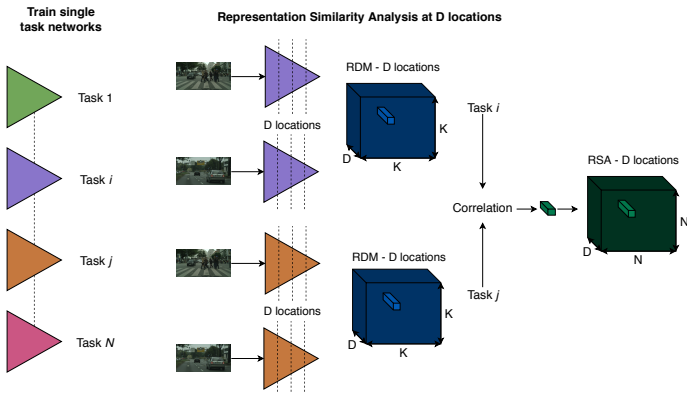 Train single
task networks
Task 1
Task i
Task j
Task N
Representation Similarity Analysis at D locations
D locations
D locations
RDM - D locations
K
D
K
RDM - D locations
K
D
K
Task i
Correlation
Task j
RSA - D locations
N
D
N